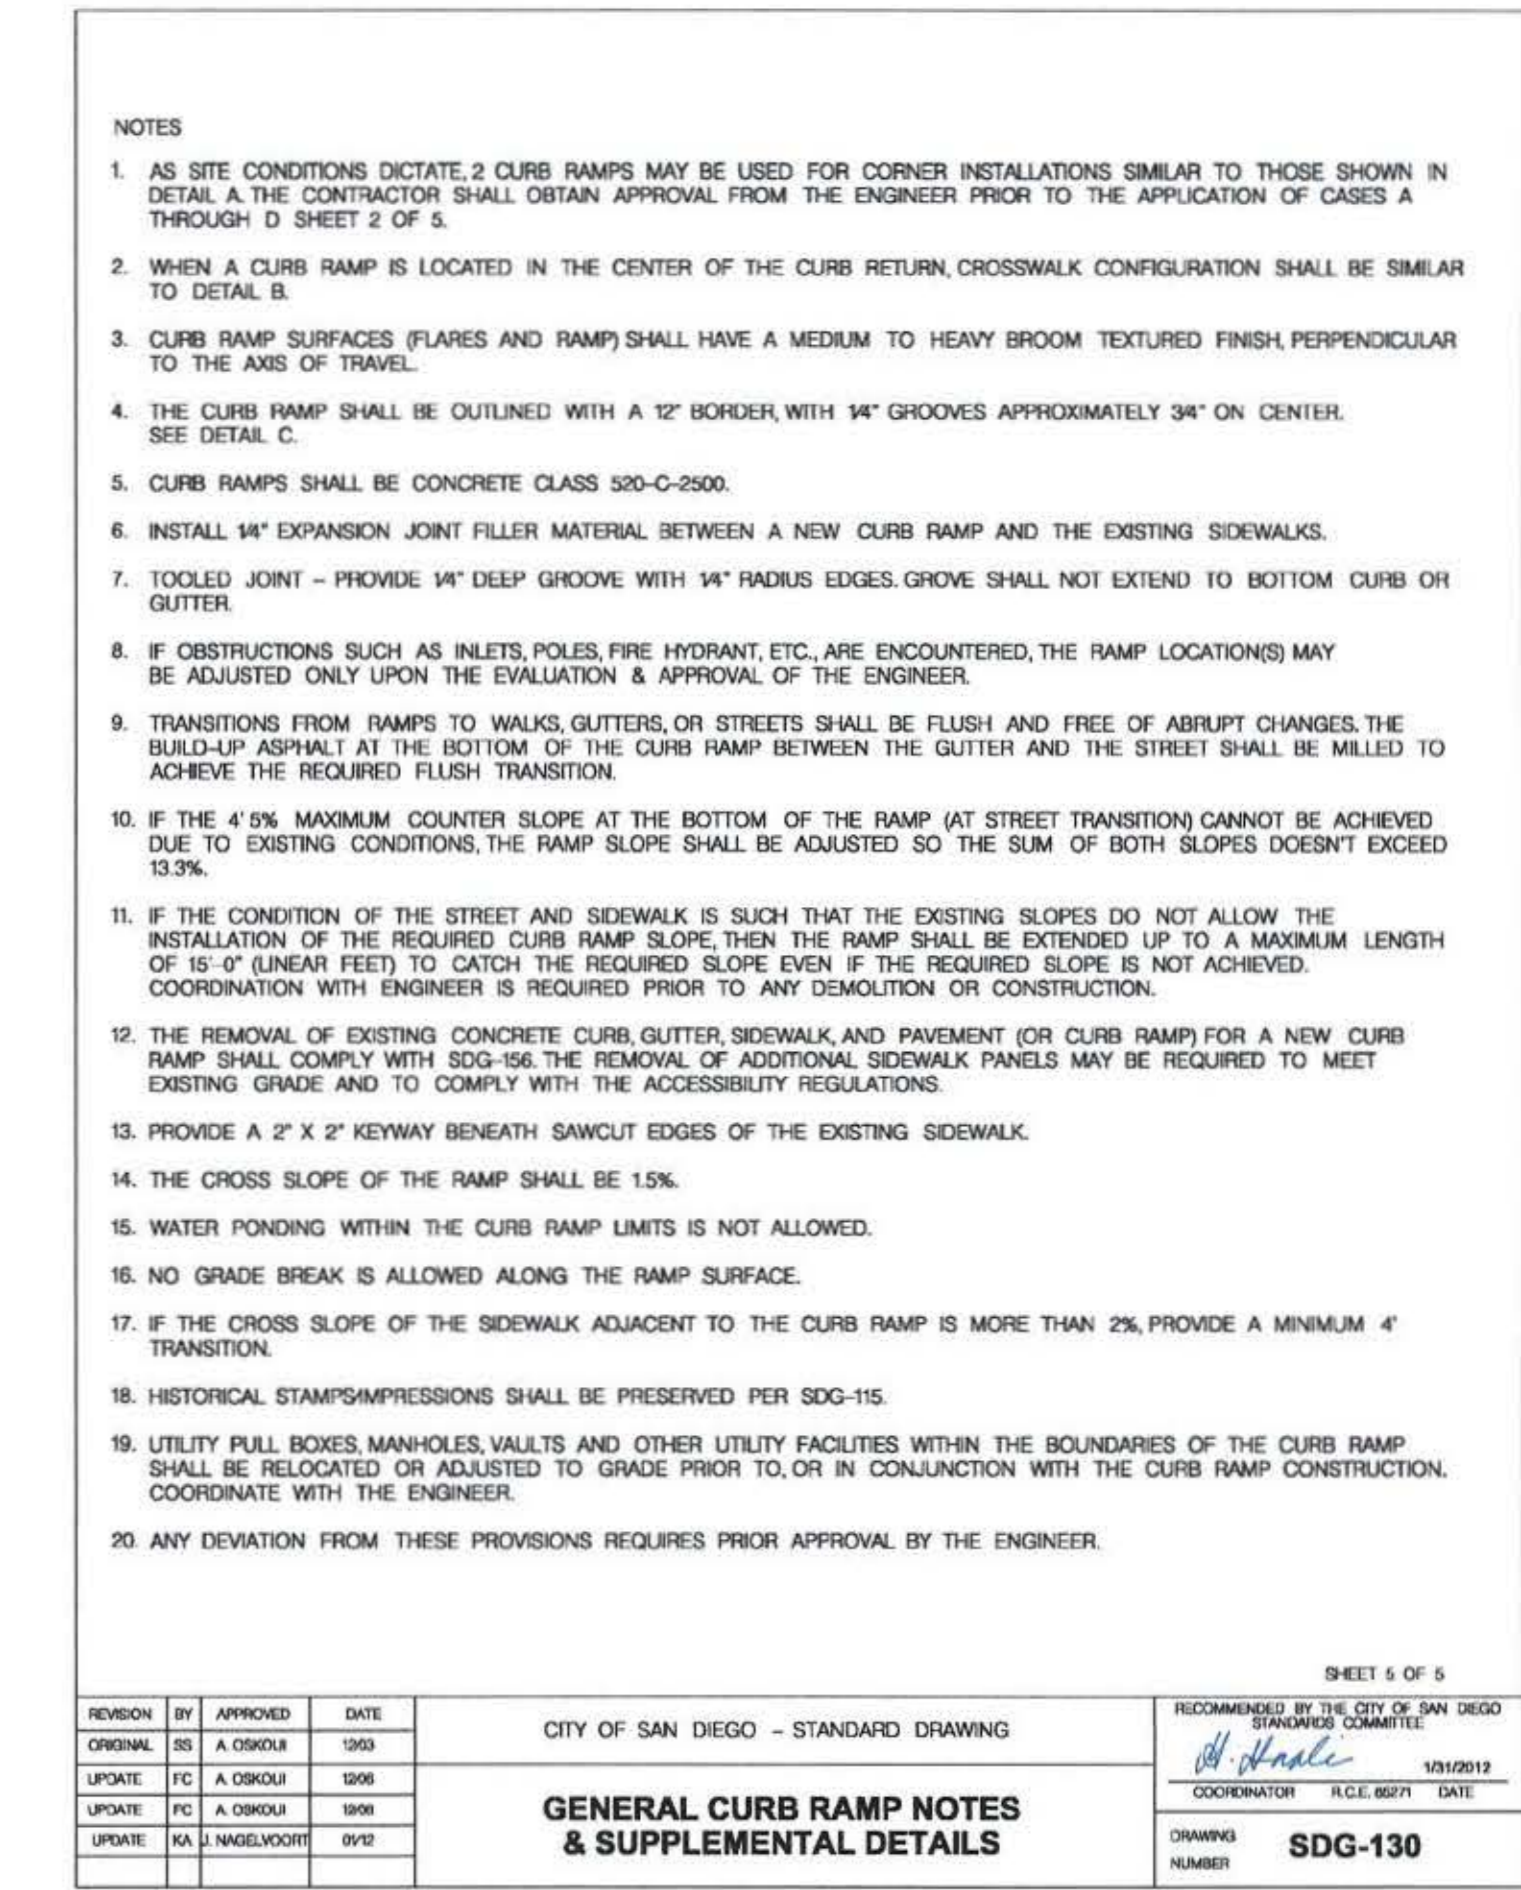 NOTES
1. AS SITE CONDITIONS DICTATE, 2 CURB RAMPS MAY BE USED FOR CORNER INSTALLATIONS SIMILAR TO THOSE SHOWN IN
DETAIL A. THE CONTRACTOR SHALL OBTAIN APPROVAL FROM THE ENGINEER PRIOR TO THE APPLICATION OF CASES A
THROUGH D SHEET 2 OF 5.
2. WHEN A CURB RAMP IS LOCATED IN THE CENTER OF THE CURB RETURN, CROSSWALK CONFIGURATION SHALL BE SIMILAR
TO DETAIL B.
3. CURB RAMP SURFACES (FLARES AND RAMP) SHALL HAVE A MEDIUM TO HEAVY BROOM TEXTURED FINISH, PERPENDICULAR
TO THE AXIS OF TRAVEL.
4. THE CURB RAMP SHALL BE OUTLINED WITH A 12" BORDER, WITH 1/4" GROOVES APPROXIMATELY 3/4" ON CENTER.
SEE DETAIL C.
5. CURB RAMPS SHALL BE CONCRETE CLASS 520-C-2500.
6. INSTALL 1/4" EXPANSION JOINT FILLER MATERIAL BETWEEN A NEW CURB RAMP AND THE EXISTING SIDEWALKS.
7. TOOLED JOINT – PROVIDE 1/4" DEEP GROOVE WITH 1/4" RADIUS EDGES. GROVE SHALL NOT EXTEND TO BOTTOM CURB OR
GUTTER.
8. IF OBSTRUCTIONS SUCH AS INLETS, POLES, FIRE HYDRANT, ETC., ARE ENCOUNTERED, THE RAMP LOCATION(S) MAY
BE ADJUSTED ONLY UPON THE EVALUATION & APPROVAL OF THE ENGINEER.
9. TRANSITIONS FROM RAMPS TO WALKS, GUTTERS, OR STREETS SHALL BE FLUSH AND FREE OF ABRUPT CHANGES. THE
BUILD-UP ASPHALT AT THE BOTTOM OF THE CURB RAMP BETWEEN THE GUTTER AND THE STREET SHALL BE MILLED TO
ACHIEVE THE REQUIRED FLUSH TRANSITION.
10. IF THE 4' 5% MAXIMUM COUNTER SLOPE AT THE BOTTOM OF THE RAMP (AT STREET TRANSITION) CANNOT BE ACHIEVED
DUE TO EXISTING CONDITIONS, THE RAMP SLOPE SHALL BE ADJUSTED SO THE SUM OF BOTH SLOPES DOESN'T EXCEED
13.3%.
11. IF THE CONDITION OF THE STREET AND SIDEWALK IS SUCH THAT THE EXISTING SLOPES DO NOT ALLOW THE
INSTALLATION OF THE REQUIRED CURB RAMP SLOPE, THEN THE RAMP SHALL BE EXTENDED UP TO A MAXIMUM LENGTH
OF 15'-0" (LINEAR FEET) TO CATCH THE REQUIRED SLOPE EVEN IF THE REQUIRED SLOPE IS NOT ACHIEVED.
COORDINATION WITH ENGINEER IS REQUIRED PRIOR TO ANY DEMOLITION OR CONSTRUCTION.
12. THE REMOVAL OF EXISTING CONCRETE CURB, GUTTER, SIDEWALK, AND PAVEMENT (OR CURB RAMP) FOR A NEW CURB
RAMP SHALL COMPLY WITH SDG-156. THE REMOVAL OF ADDITIONAL SIDEWALK PANELS MAY BE REQUIRED TO MEET
EXISTING GRADE AND TO COMPLY WITH THE ACCESSIBILITY REGULATIONS.
13. PROVIDE A 2" X 2" KEYWAY BENEATH SAWCUT EDGES OF THE EXISTING SIDEWALK.
14. THE CROSS SLOPE OF THE RAMP SHALL BE 1.5%.
15. WATER PONDING WITHIN THE CURB RAMP LIMITS IS NOT ALLOWED.
16. NO GRADE BREAK IS ALLOWED ALONG THE RAMP SURFACE.
17. IF THE CROSS SLOPE OF THE SIDEWALK ADJACENT TO THE CURB RAMP IS MORE THAN 2%, PROVIDE A MINIMUM 4'
TRANSITION.
18. HISTORICAL STAMPS/IMPRESSIONS SHALL BE PRESERVED PER SDG-115.
19. UTILITY PULL BOXES, MANHOLES, VAULTS AND OTHER UTILITY FACILITIES WITHIN THE BOUNDARIES OF THE CURB RAMP
SHALL BE RELOCATED OR ADJUSTED TO GRADE PRIOR TO, OR IN CONJUNCTION WITH THE CURB RAMP CONSTRUCTION.
COORDINATE WITH THE ENGINEER.
20. ANY DEVIATION FROM THESE PROVISIONS REQUIRES PRIOR APPROVAL BY THE ENGINEER.
SHEET 5 OF 5
REVISION BY APPROVED DATE
ORIGINAL SS A. OSKOUI 12/03
UPDATE FC A. OSKOUI 12/06
UPDATE FC A. OSKOUI
UPDATE KA J. NAGELVOORT 01/12
CITY OF SAN DIEGO – STANDARD DRAWING
GENERAL CURB RAMP NOTES
& SUPPLEMENTAL DETAILS
RECOMMENDED BY THE CITY OF SAN DIEGO
STANDARDS COMMITTEE
1/31/2012
COORDINATOR R.C.E. 65271 DATE
DRAWING
NUMBER
SDG-130